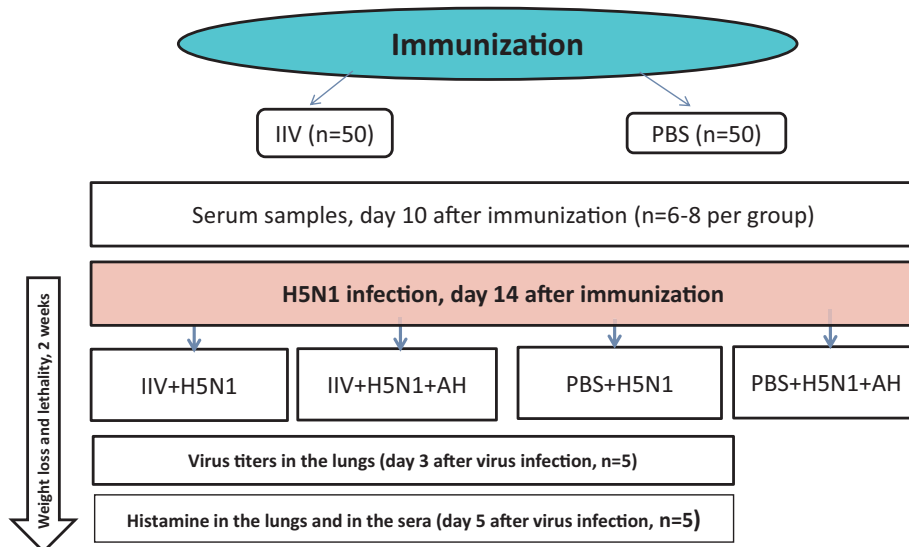 Immunization
IIV (n=50)
PBS (n=50)
Serum samples, day 10 after immunization (n=6-8 per group)
H5N1 infection, day 14 after immunization
Weight loss and lethality, 2 weeks
IIV+H5N1
IIV+H5N1+AH
PBS+H5N1
PBS+H5N1+AH
Virus titers in the lungs (day 3 after virus infection, n=5)
Histamine in the lungs and in the sera (day 5 after virus infection, n=5)